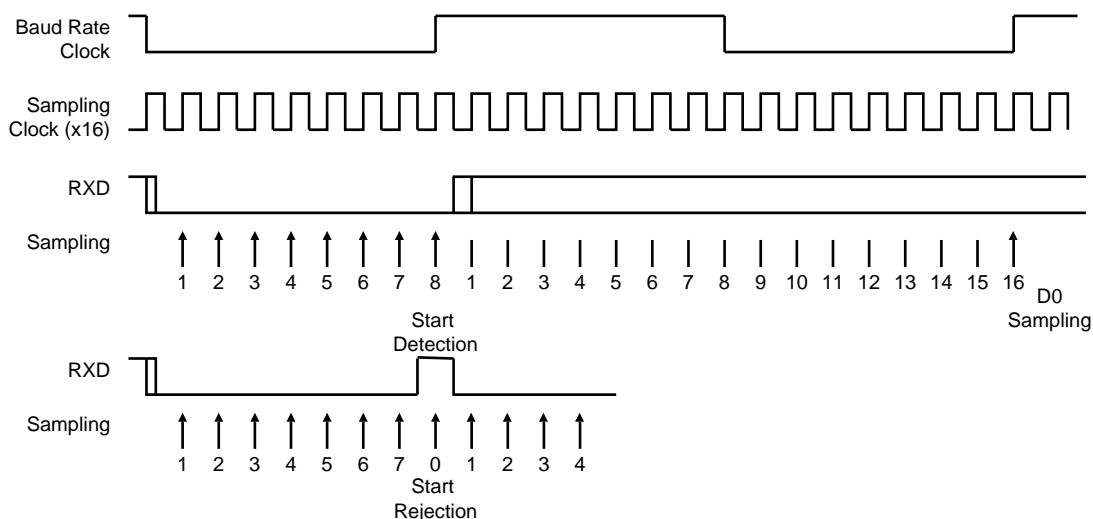 Baud Rate
Clock
Sampling
Clock (x16)
RXD
Sampling
1 2 3 4 5 6 7 8 1 2 3 4 5 6 7 8 9 10 11 12 13 14 15 16
D0
Sampling
Start
Detection
RXD
Sampling
1 2 3 4 5 6 7 0 1 2 3 4
Start
Rejection